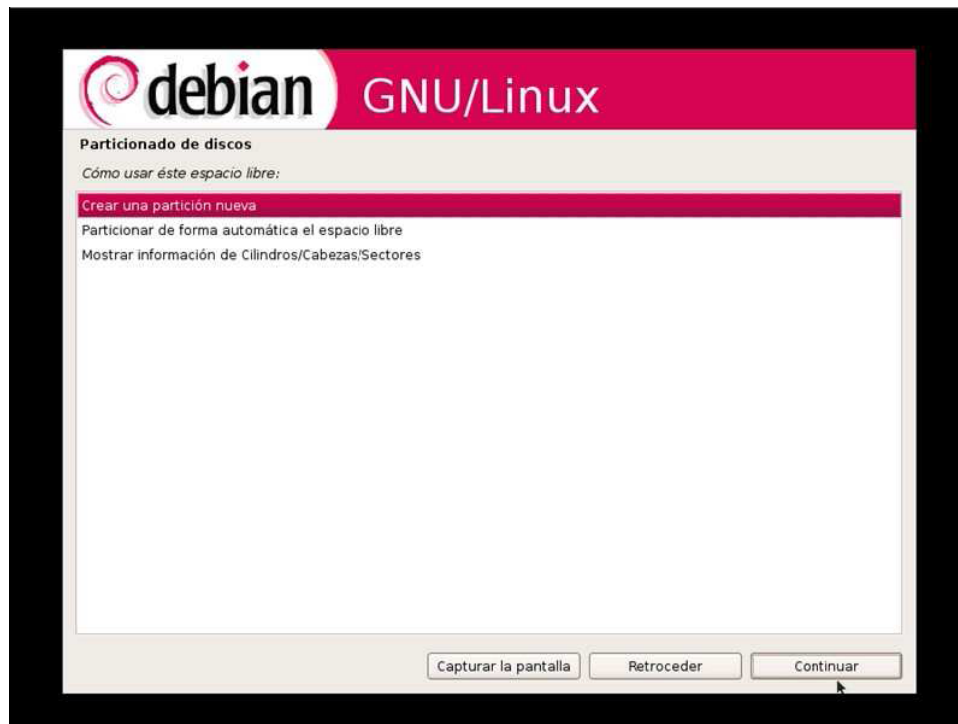 debian GNU/Linux
Particionado de discos
Cómo usar éste espacio libre:
Crear una partición nueva
Particionar de forma automática el espacio libre
Mostrar información de Cilindros/Cabezas/Sectores
Capturar la pantalla Retroceder Continuar